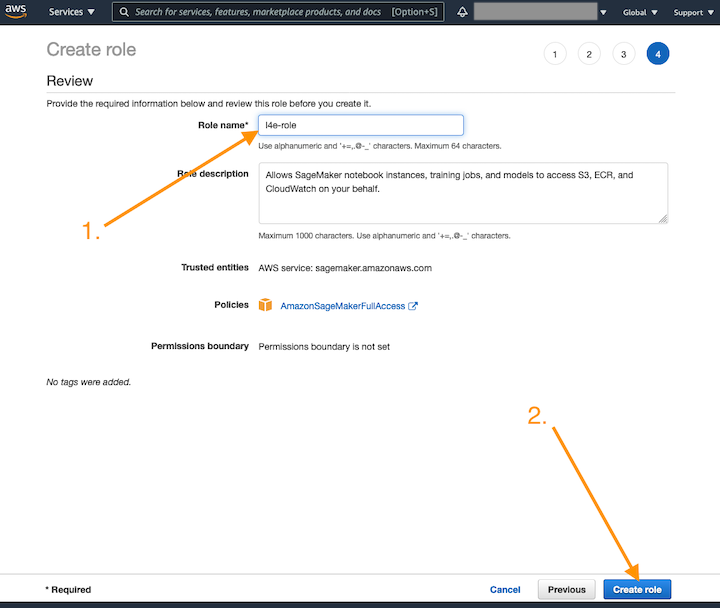 aws Services Search for services, features, marketplace products, and docs [Option+S] Global Support
Create role
1 2 3 4
Review
Provide the required information below and review this role before you create it.
Role name* l4e-role
Use alphanumeric and '+=,.@-_' characters. Maximum 64 characters.
Role description Allows SageMaker notebook instances, training jobs, and models to access S3, ECR, and
CloudWatch on your behalf.
1.
Maximum 1000 characters. Use alphanumeric and '+=,.@-_' characters.
Trusted entities AWS service: sagemaker.amazonaws.com
Policies AmazonSageMakerFullAccess
Permissions boundary Permissions boundary is not set
No tags were added.
2.
* Required Cancel Previous Create role